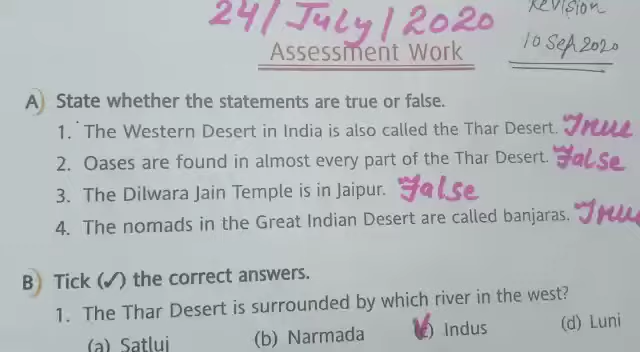 24/July/2020
Revision
10 Sep 2020
Assessment Work
A) State whether the statements are true or false.
1. The Western Desert in India is also called the Thar Desert. True
2. Oases are found in almost every part of the Thar Desert. False
3. The Dilwara Jain Temple is in Jaipur. False
4. The nomads in the Great Indian Desert are called banjaras. True
B) Tick (✓) the correct answers.
1. The Thar Desert is surrounded by which river in the west?
(a) Satluj (b) Narmada (c) Indus (d) Luni